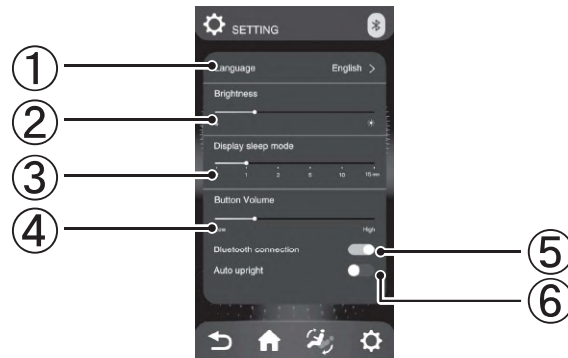 SETTING
① Language English >
Brightness
②
Display sleep mode
③ 1 2 5 10 15 min
Button Volume
④ Low High
Bluetooth connection ⑤
Auto upright ⑥